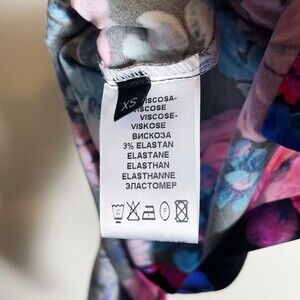 XS
VISCOSA-
VISCOSE
VISCOSE-
VISKOSE
ВИСКОЗА
3% ELASTAN
ELASTANE
ELASTHAN
ELASTHANNE
ЭЛАСТОМЕР